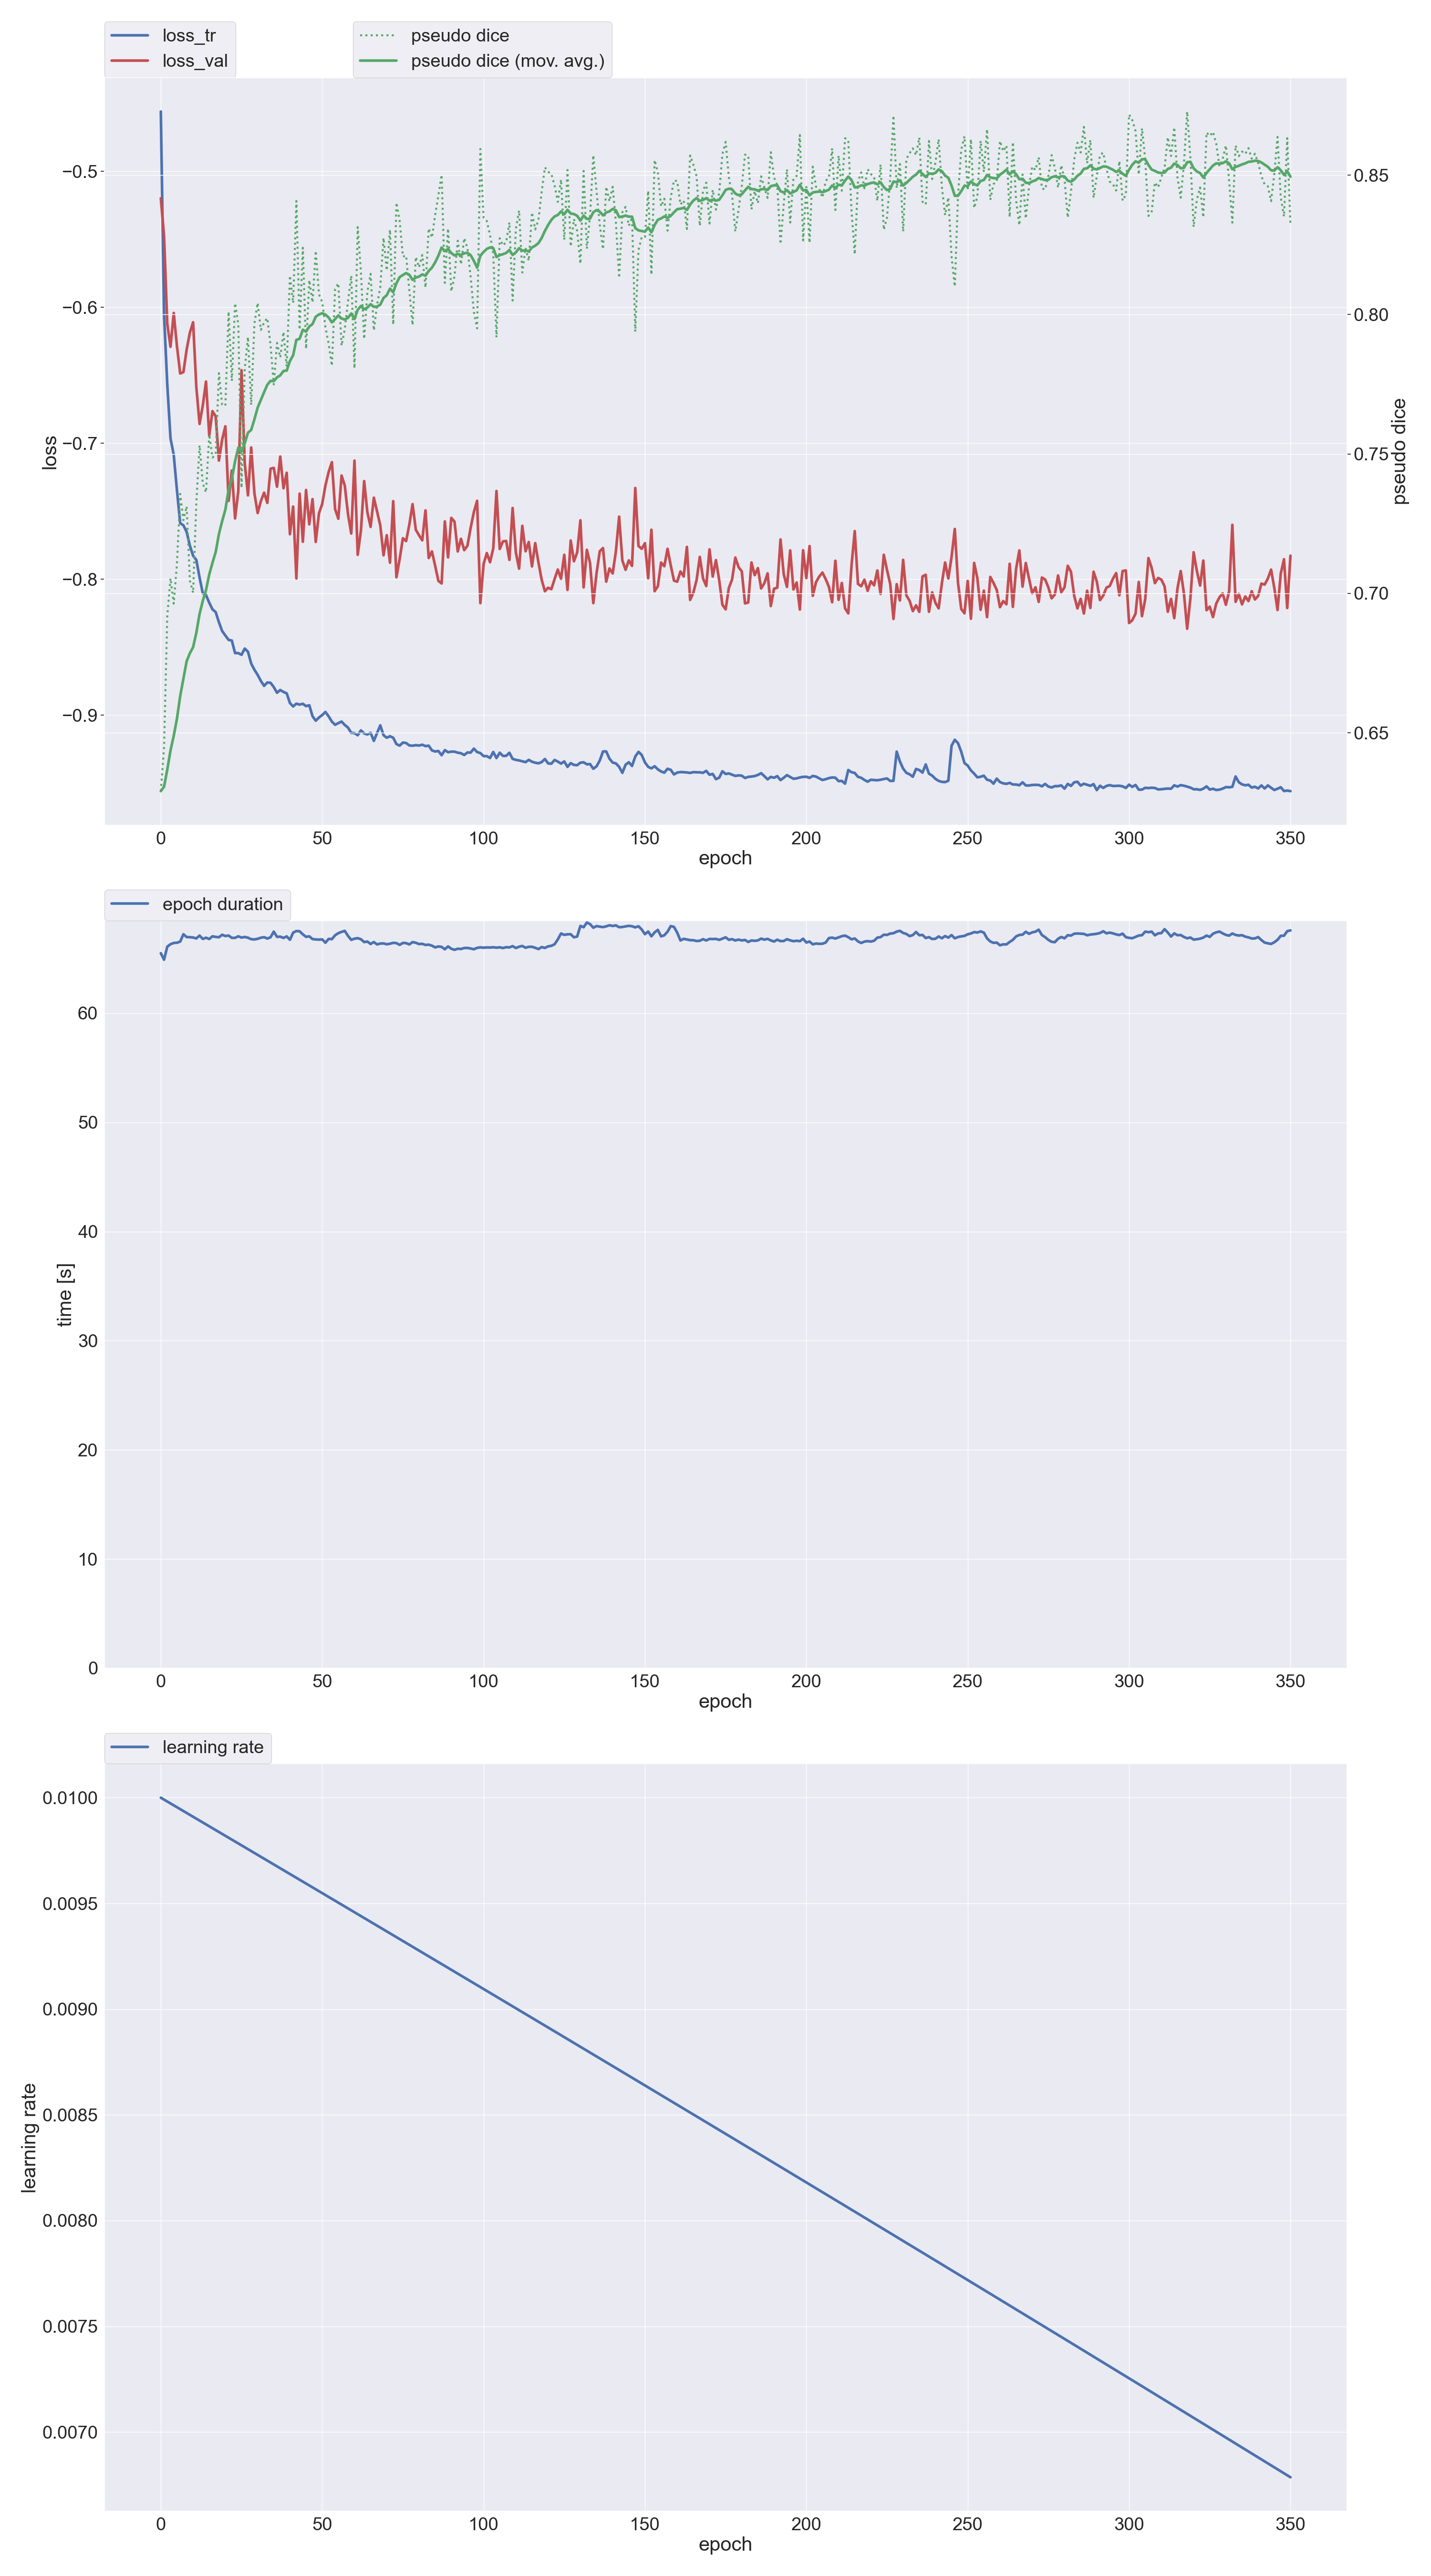 loss_tr
loss_val
pseudo dice
pseudo dice (mov. avg.)
−0.5
−0.6
−0.7
−0.8
−0.9
loss
0.85
0.80
0.75
0.70
0.65
pseudo dice
0 50 100 150 200 250 300 350
epoch
epoch duration
60
50
40
30
20
10
0
time [s]
0 50 100 150 200 250 300 350
epoch
learning rate
0.0100
0.0095
0.0090
0.0085
0.0080
0.0075
0.0070
learning rate
0 50 100 150 200 250 300 350
epoch